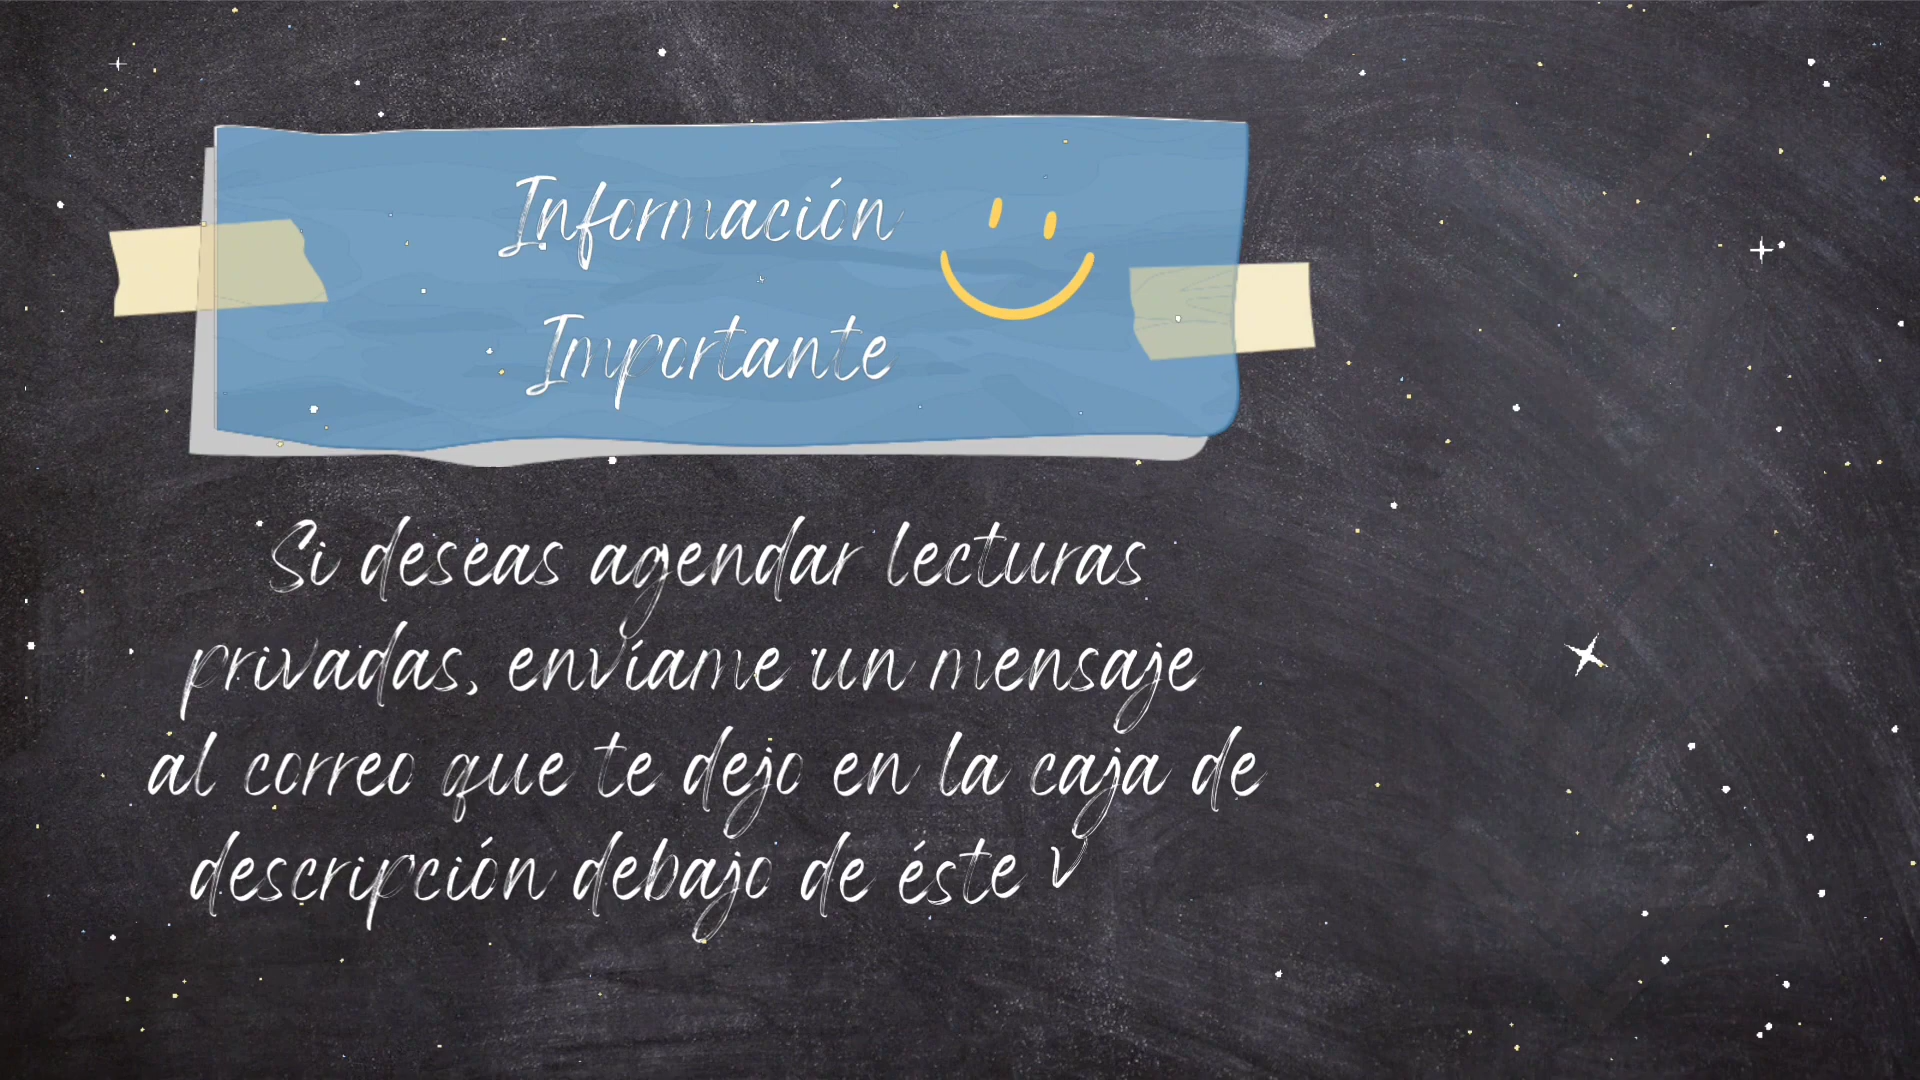 Información
Importante
Si deseas agendar lecturas
privadas, envíame un mensaje
al correo que te dejo en la caja de
descripción debajo de éste v